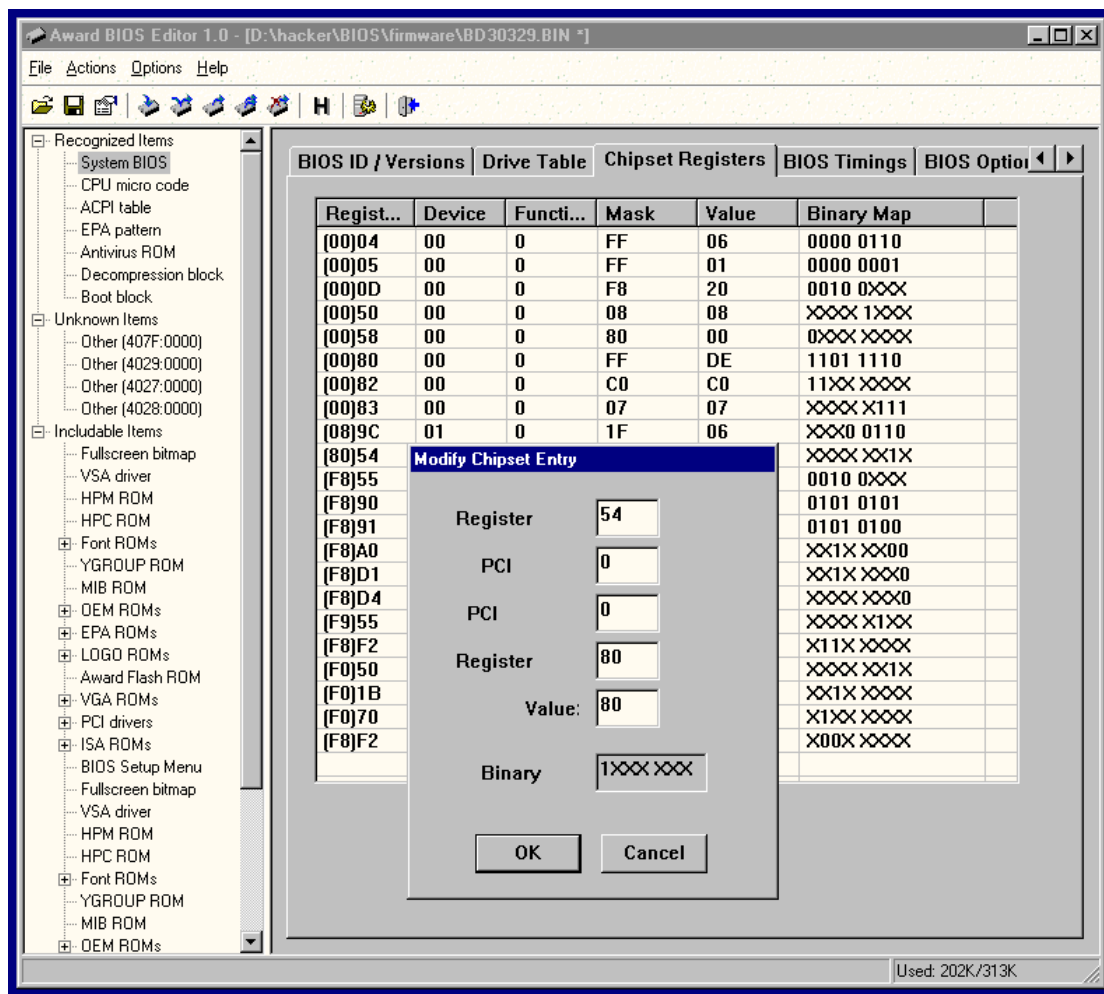 Award BIOS Editor 1.0 - [D:\hacker\BIOS\firmware\BD30329.BIN *]
File Actions Options Help
H
Recognized Items
System BIOS
CPU micro code
ACPI table
EPA pattern
Antivirus ROM
Decompression block
Boot block
Unknown Items
Other (407F:0000)
Other (4029:0000)
Other (4027:0000)
Other (4028:0000)
Includable Items
Fullscreen bitmap
VSA driver
HPM ROM
HPC ROM
Font ROMs
YGROUP ROM
MIB ROM
OEM ROMs
EPA ROMs
LOGO ROMs
Award Flash ROM
VGA ROMs
PCI drivers
ISA ROMs
BIOS Setup Menu
Fullscreen bitmap
VSA driver
HPM ROM
HPC ROM
Font ROMs
YGROUP ROM
MIB ROM
OEM ROMs
BIOS ID / Versions Drive Table Chipset Registers BIOS Timings BIOS Option
Regist... Device Functi... Mask Value Binary Map
(00)04 00 0 FF 06 0000 0110
(00)05 00 0 FF 01 0000 0001
(00)0D 00 0 F8 20 0010 0XXX
(00)50 00 0 08 08 XXXX 1XXX
(00)58 00 0 80 00 0XXX XXXX
(00)80 00 0 FF DE 1101 1110
(00)82 00 0 C0 C0 11XX XXXX
(00)83 00 0 07 07 XXXX X111
(08)9C 01 0 1F 06 XXX0 0110
(80)54 XXXX XX1X
(F8)55 0010 0XXX
(F8)90 0101 0101
(F8)91 0101 0100
(F8)A0 XX1X XX00
(F8)D1 XX1X XXX0
(F8)D4 XXXX XXX0
(F9)55 XXXX X1XX
(F8)F2 X11X XXXX
(F0)50 XXXX XX1X
(F0)1B XX1X XXXX
(F0)70 X1XX XXXX
(F8)F2 X00X XXXX
Modify Chipset Entry
Register 54
PCI 0
PCI 0
Register 80
Value: 80
Binary 1XXX XXX
OK Cancel
Used: 202K/313K